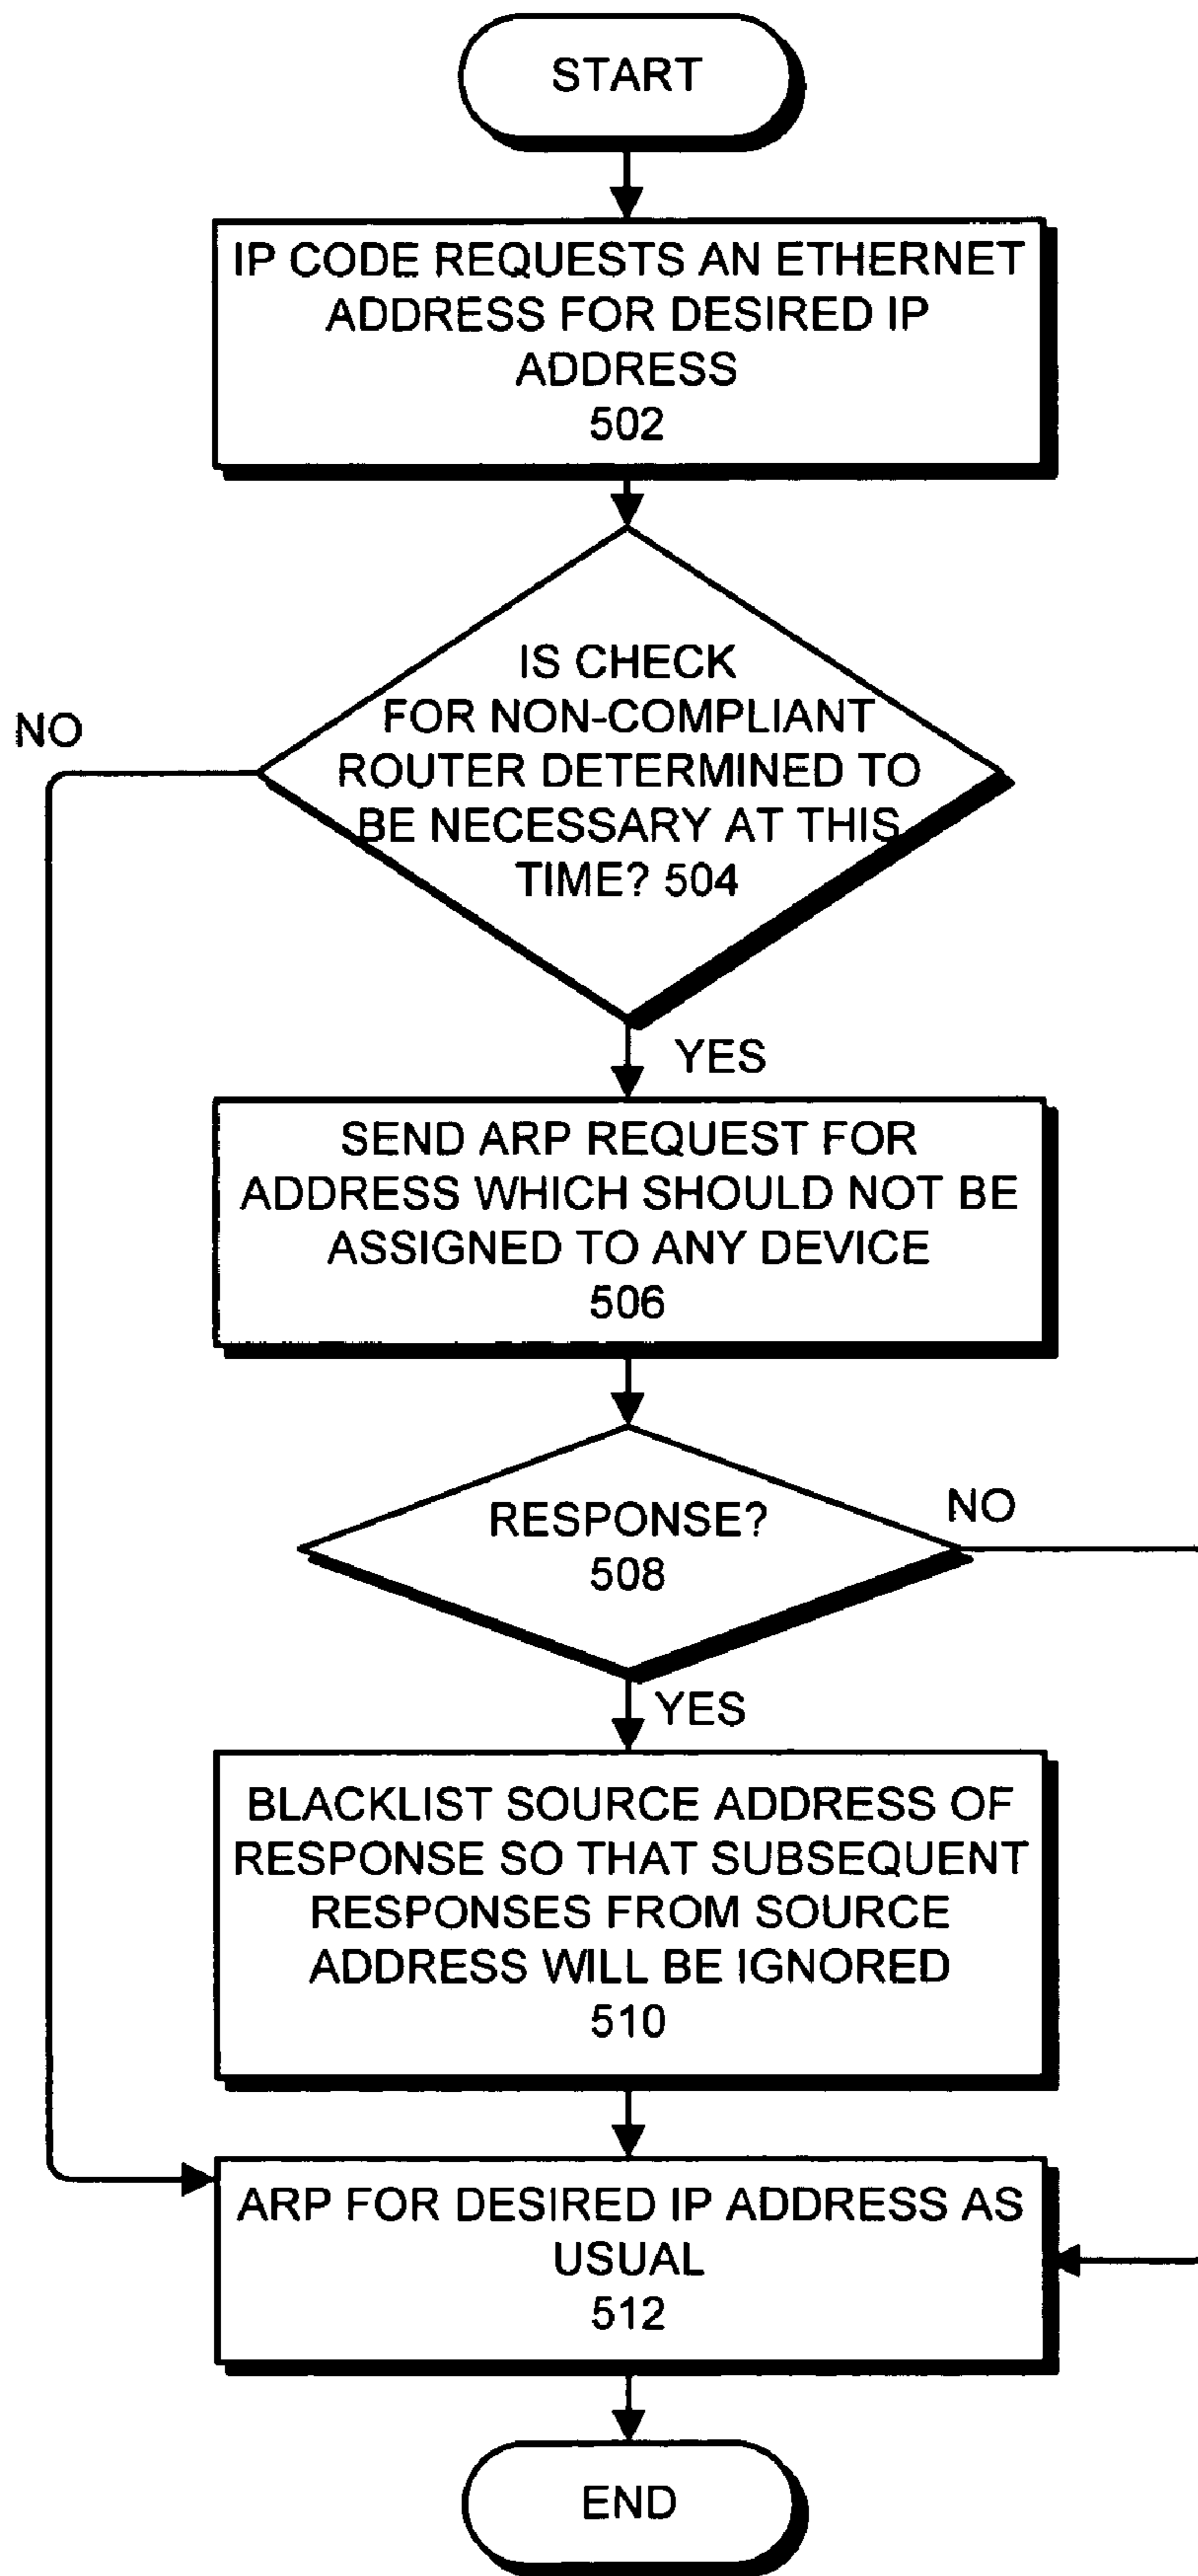 START
IP CODE REQUESTS AN ETHERNET
ADDRESS FOR DESIRED IP
ADDRESS
502
IS CHECK
FOR NON-COMPLIANT
ROUTER DETERMINED TO
BE NECESSARY AT THIS
TIME? 504
NO
YES
SEND ARP REQUEST FOR
ADDRESS WHICH SHOULD NOT BE
ASSIGNED TO ANY DEVICE
506
RESPONSE?
508
NO
YES
BLACKLIST SOURCE ADDRESS OF
RESPONSE SO THAT SUBSEQUENT
RESPONSES FROM SOURCE
ADDRESS WILL BE IGNORED
510
ARP FOR DESIRED IP ADDRESS AS
USUAL
512
END